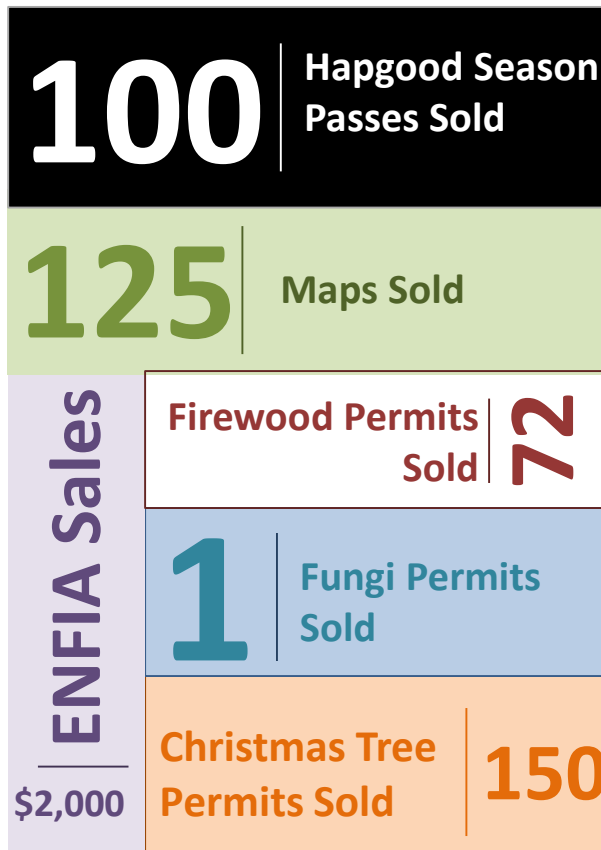 100
Hapgood Season
Passes Sold
125
Maps Sold
ENFIA Sales
$2,000
Firewood Permits
Sold
72
1
Fungi Permits
Sold
Christmas Tree
Permits Sold
150